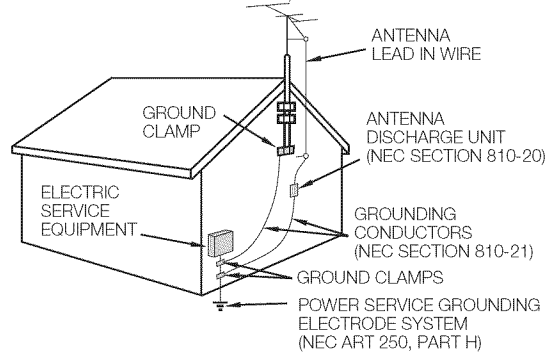 ANTENNA
LEAD IN WIRE
GROUND
CLAMP
ANTENNA
DISCHARGE UNIT
(NEC SECTION 810-20)
ELECTRIC
SERVICE
EQUIPMENT
GROUNDING
CONDUCTORS
(NEC SECTION 810-21)
GROUND CLAMPS
POWER SERVICE GROUNDING
ELECTRODE SYSTEM
(NEC ART 250, PART H)